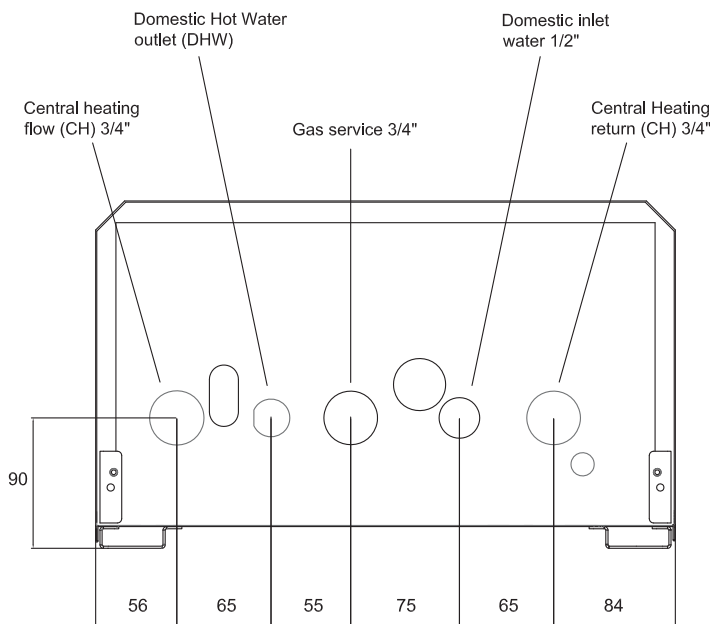 Domestic Hot Water
outlet (DHW)
Domestic inlet
water 1/2"
Central heating
flow (CH) 3/4"
Gas service 3/4"
Central Heating
return (CH) 3/4"
90
56
65
55
75
65
84